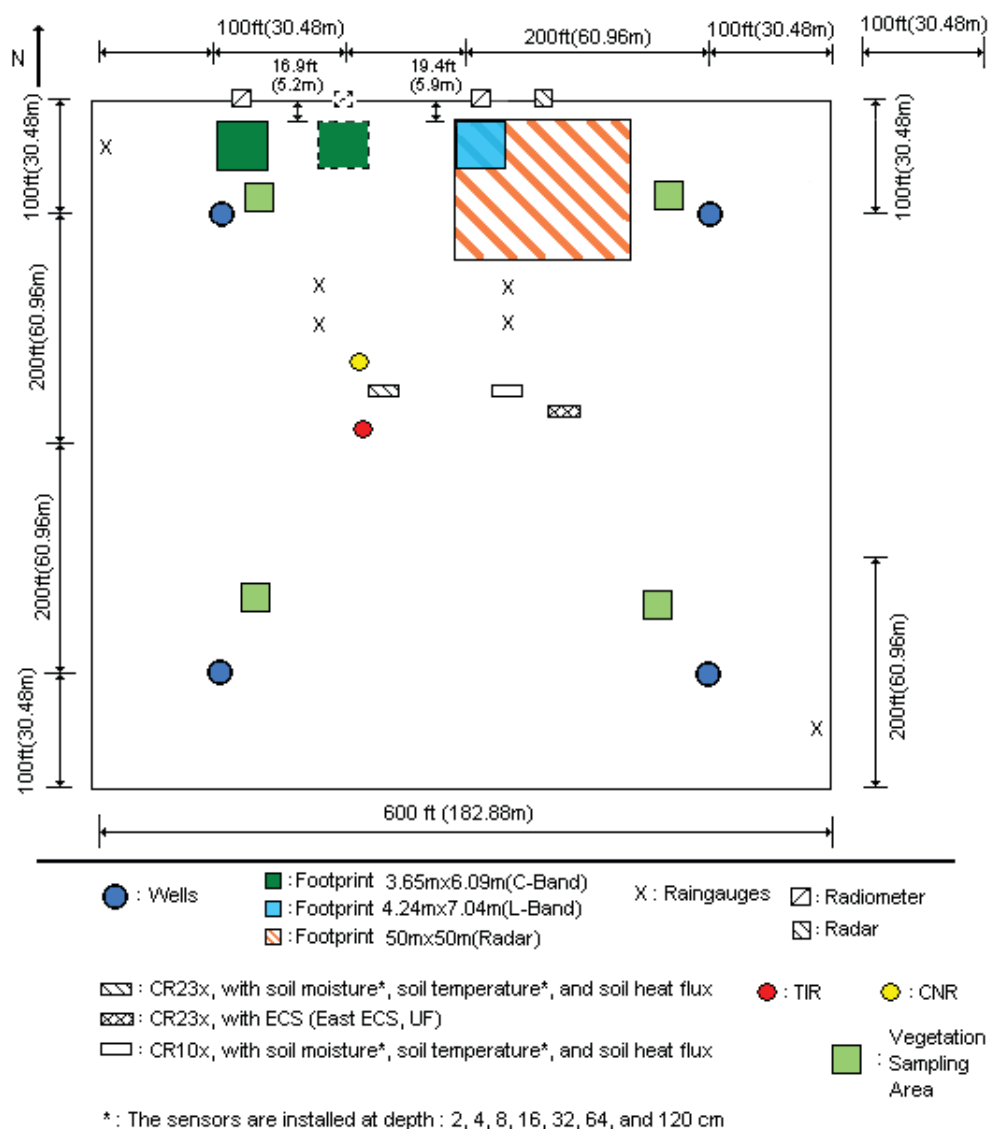 N
100ft(30.48m)
200ft(60.96m)
100ft(30.48m)
100ft(30.48m)
16.9ft
(5.2m)
19.4ft
(5.9m)
100ft(30.48m)
200ft(60.96m)
200ft(60.96m)
100ft(30.48m)
100ft(30.48m)
200ft(60.96m)
X
X
X
X
X
X
600 ft (182.88m)
: Wells
: Footprint 3.65mx6.09m(C-Band)
: Footprint 4.24mx7.04m(L-Band)
: Footprint 50mx50m(Radar)
X : Raingauges
: Radiometer
: Radar
: CR23x, with soil moisture*, soil temperature*, and soil heat flux
: CR23x, with ECS (East ECS, UF)
: CR10x, with soil moisture*, soil temperature*, and soil heat flux
: TIR
: CNR
Vegetation
: Sampling
Area
* : The sensors are installed at depth : 2, 4, 8, 16, 32, 64, and 120 cm